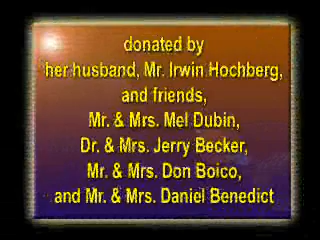 donated by
her husband, Mr. Irwin Hochberg,
and friends,
Mr. & Mrs. Mel Dubin,
Dr. & Mrs. Jerry Becker,
Mr. & Mrs. Don Boico,
and Mr. & Mrs. Daniel Benedict